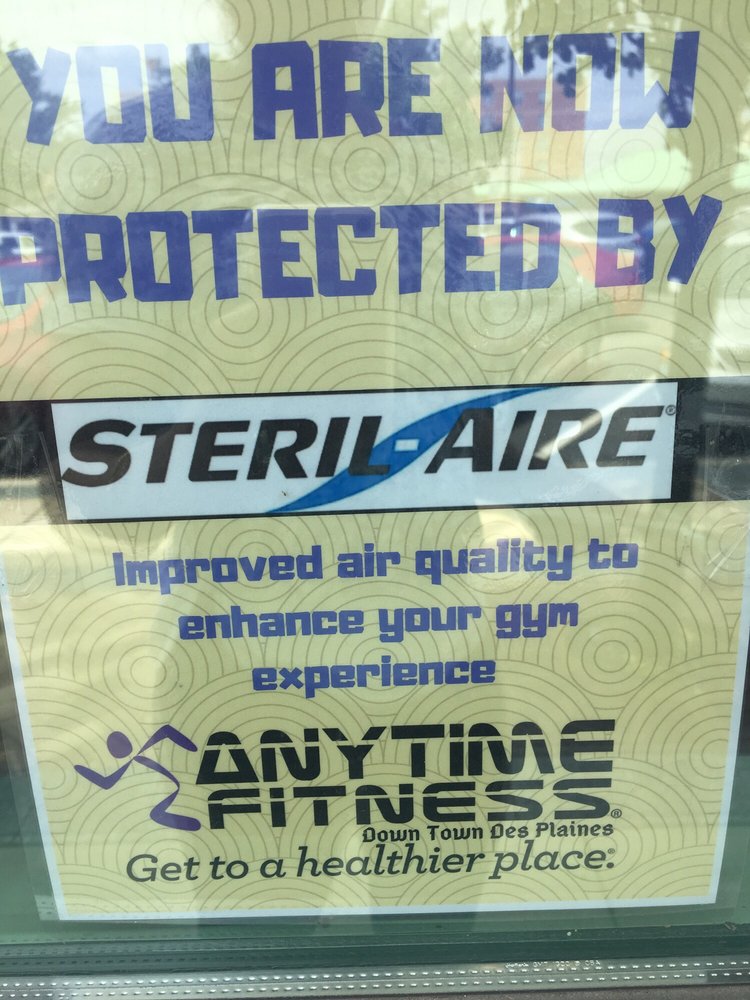 YOU ARE NOW
PROTECTED BY
STERIL-AIRE®
Improved air quality to
enhance your gym
experience
ANYTIME
FITNESS®
Down Town Des Plaines
Get to a healthier place.®